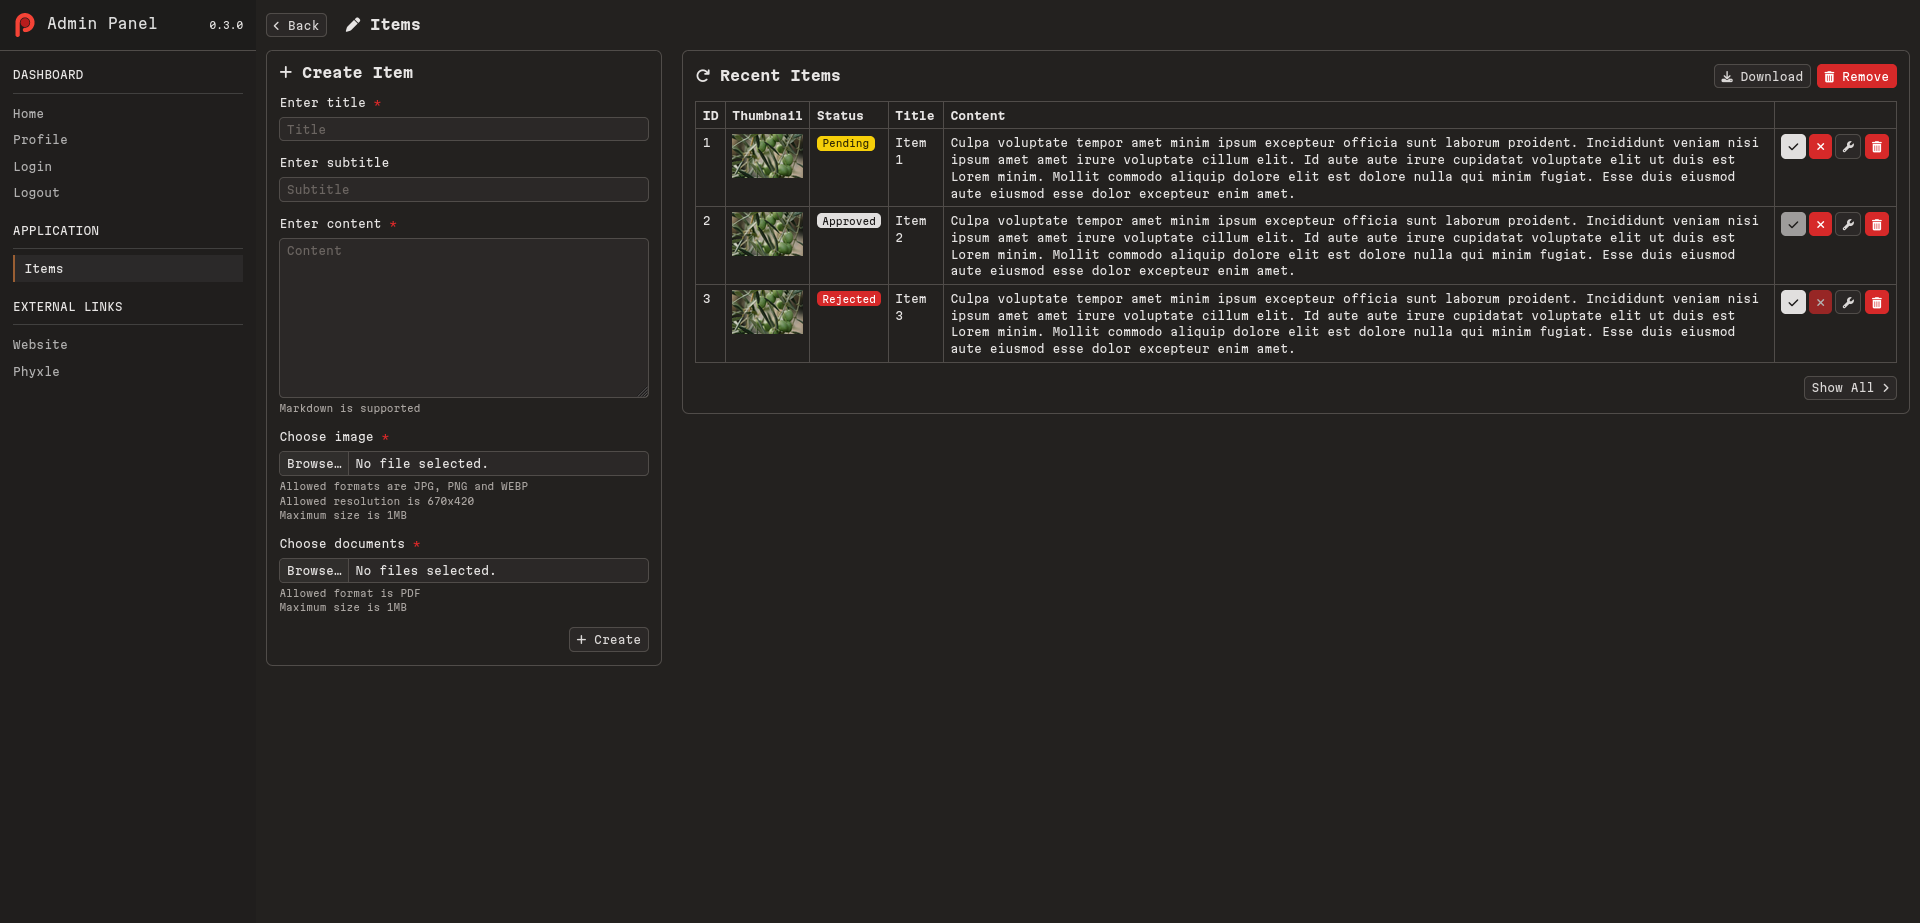 Admin Panel
0.3.0
DASHBOARD
Home
Profile
Login
Logout
APPLICATION
Items
EXTERNAL LINKS
Website
Phyxle
Back
Items
Create Item
Enter title *
Title
Enter subtitle
Subtitle
Enter content *
Content
Markdown is supported
Choose image *
Browse… No file selected.
Allowed formats are JPG, PNG and WEBP
Allowed resolution is 670x420
Maximum size is 1MB
Choose documents *
Browse… No files selected.
Allowed format is PDF
Maximum size is 1MB
Create
Recent Items
Download
Remove
ID Thumbnail Status Title Content
1 Pending Item 1
Culpa voluptate tempor amet minim ipsum excepteur officia sunt laborum proident. Incididunt veniam nisi
ipsum amet amet irure voluptate cillum elit. Id aute aute irure cupidatat voluptate elit ut duis est
Lorem minim. Mollit commodo aliquip dolore elit est dolore nulla qui minim fugiat. Esse duis eiusmod
aute eiusmod esse dolor excepteur enim amet.
2 Approved Item 2
Culpa voluptate tempor amet minim ipsum excepteur officia sunt laborum proident. Incididunt veniam nisi
ipsum amet amet irure voluptate cillum elit. Id aute aute irure cupidatat voluptate elit ut duis est
Lorem minim. Mollit commodo aliquip dolore elit est dolore nulla qui minim fugiat. Esse duis eiusmod
aute eiusmod esse dolor excepteur enim amet.
3 Rejected Item 3
Culpa voluptate tempor amet minim ipsum excepteur officia sunt laborum proident. Incididunt veniam nisi
ipsum amet amet irure voluptate cillum elit. Id aute aute irure cupidatat voluptate elit ut duis est
Lorem minim. Mollit commodo aliquip dolore elit est dolore nulla qui minim fugiat. Esse duis eiusmod
aute eiusmod esse dolor excepteur enim amet.
Show All